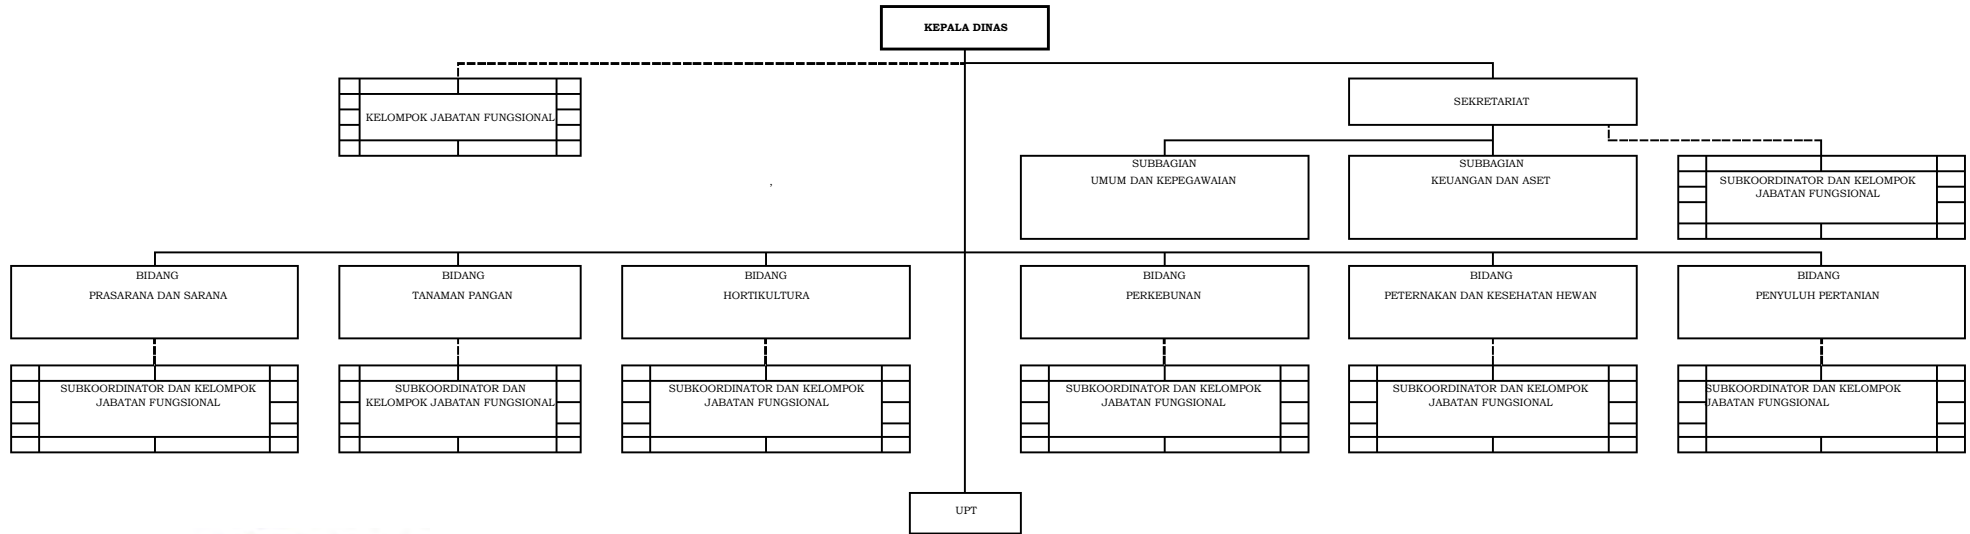 KEPALA DINAS
KELOMPOK JABATAN FUNGSIONAL
SEKRETARIAT
SUBBAGIAN
UMUM DAN KEPEGAWAIAN
SUBBAGIAN
KEUANGAN DAN ASET
SUBKOORDINATOR DAN KELOMPOK
JABATAN FUNGSIONAL
,
BIDANG
PRASARANA DAN SARANA
BIDANG
TANAMAN PANGAN
BIDANG
HORTIKULTURA
BIDANG
PERKEBUNAN
BIDANG
PETERNAKAN DAN KESEHATAN HEWAN
BIDANG
PENYULUH PERTANIAN
SUBKOORDINATOR DAN KELOMPOK
JABATAN FUNGSIONAL
SUBKOORDINATOR DAN
KELOMPOK JABATAN FUNGSIONAL
SUBKOORDINATOR DAN KELOMPOK
JABATAN FUNGSIONAL
SUBKOORDINATOR DAN KELOMPOK
JABATAN FUNGSIONAL
SUBKOORDINATOR DAN KELOMPOK
JABATAN FUNGSIONAL
SUBKOORDINATOR DAN KELOMPOK
JABATAN FUNGSIONAL
UPT